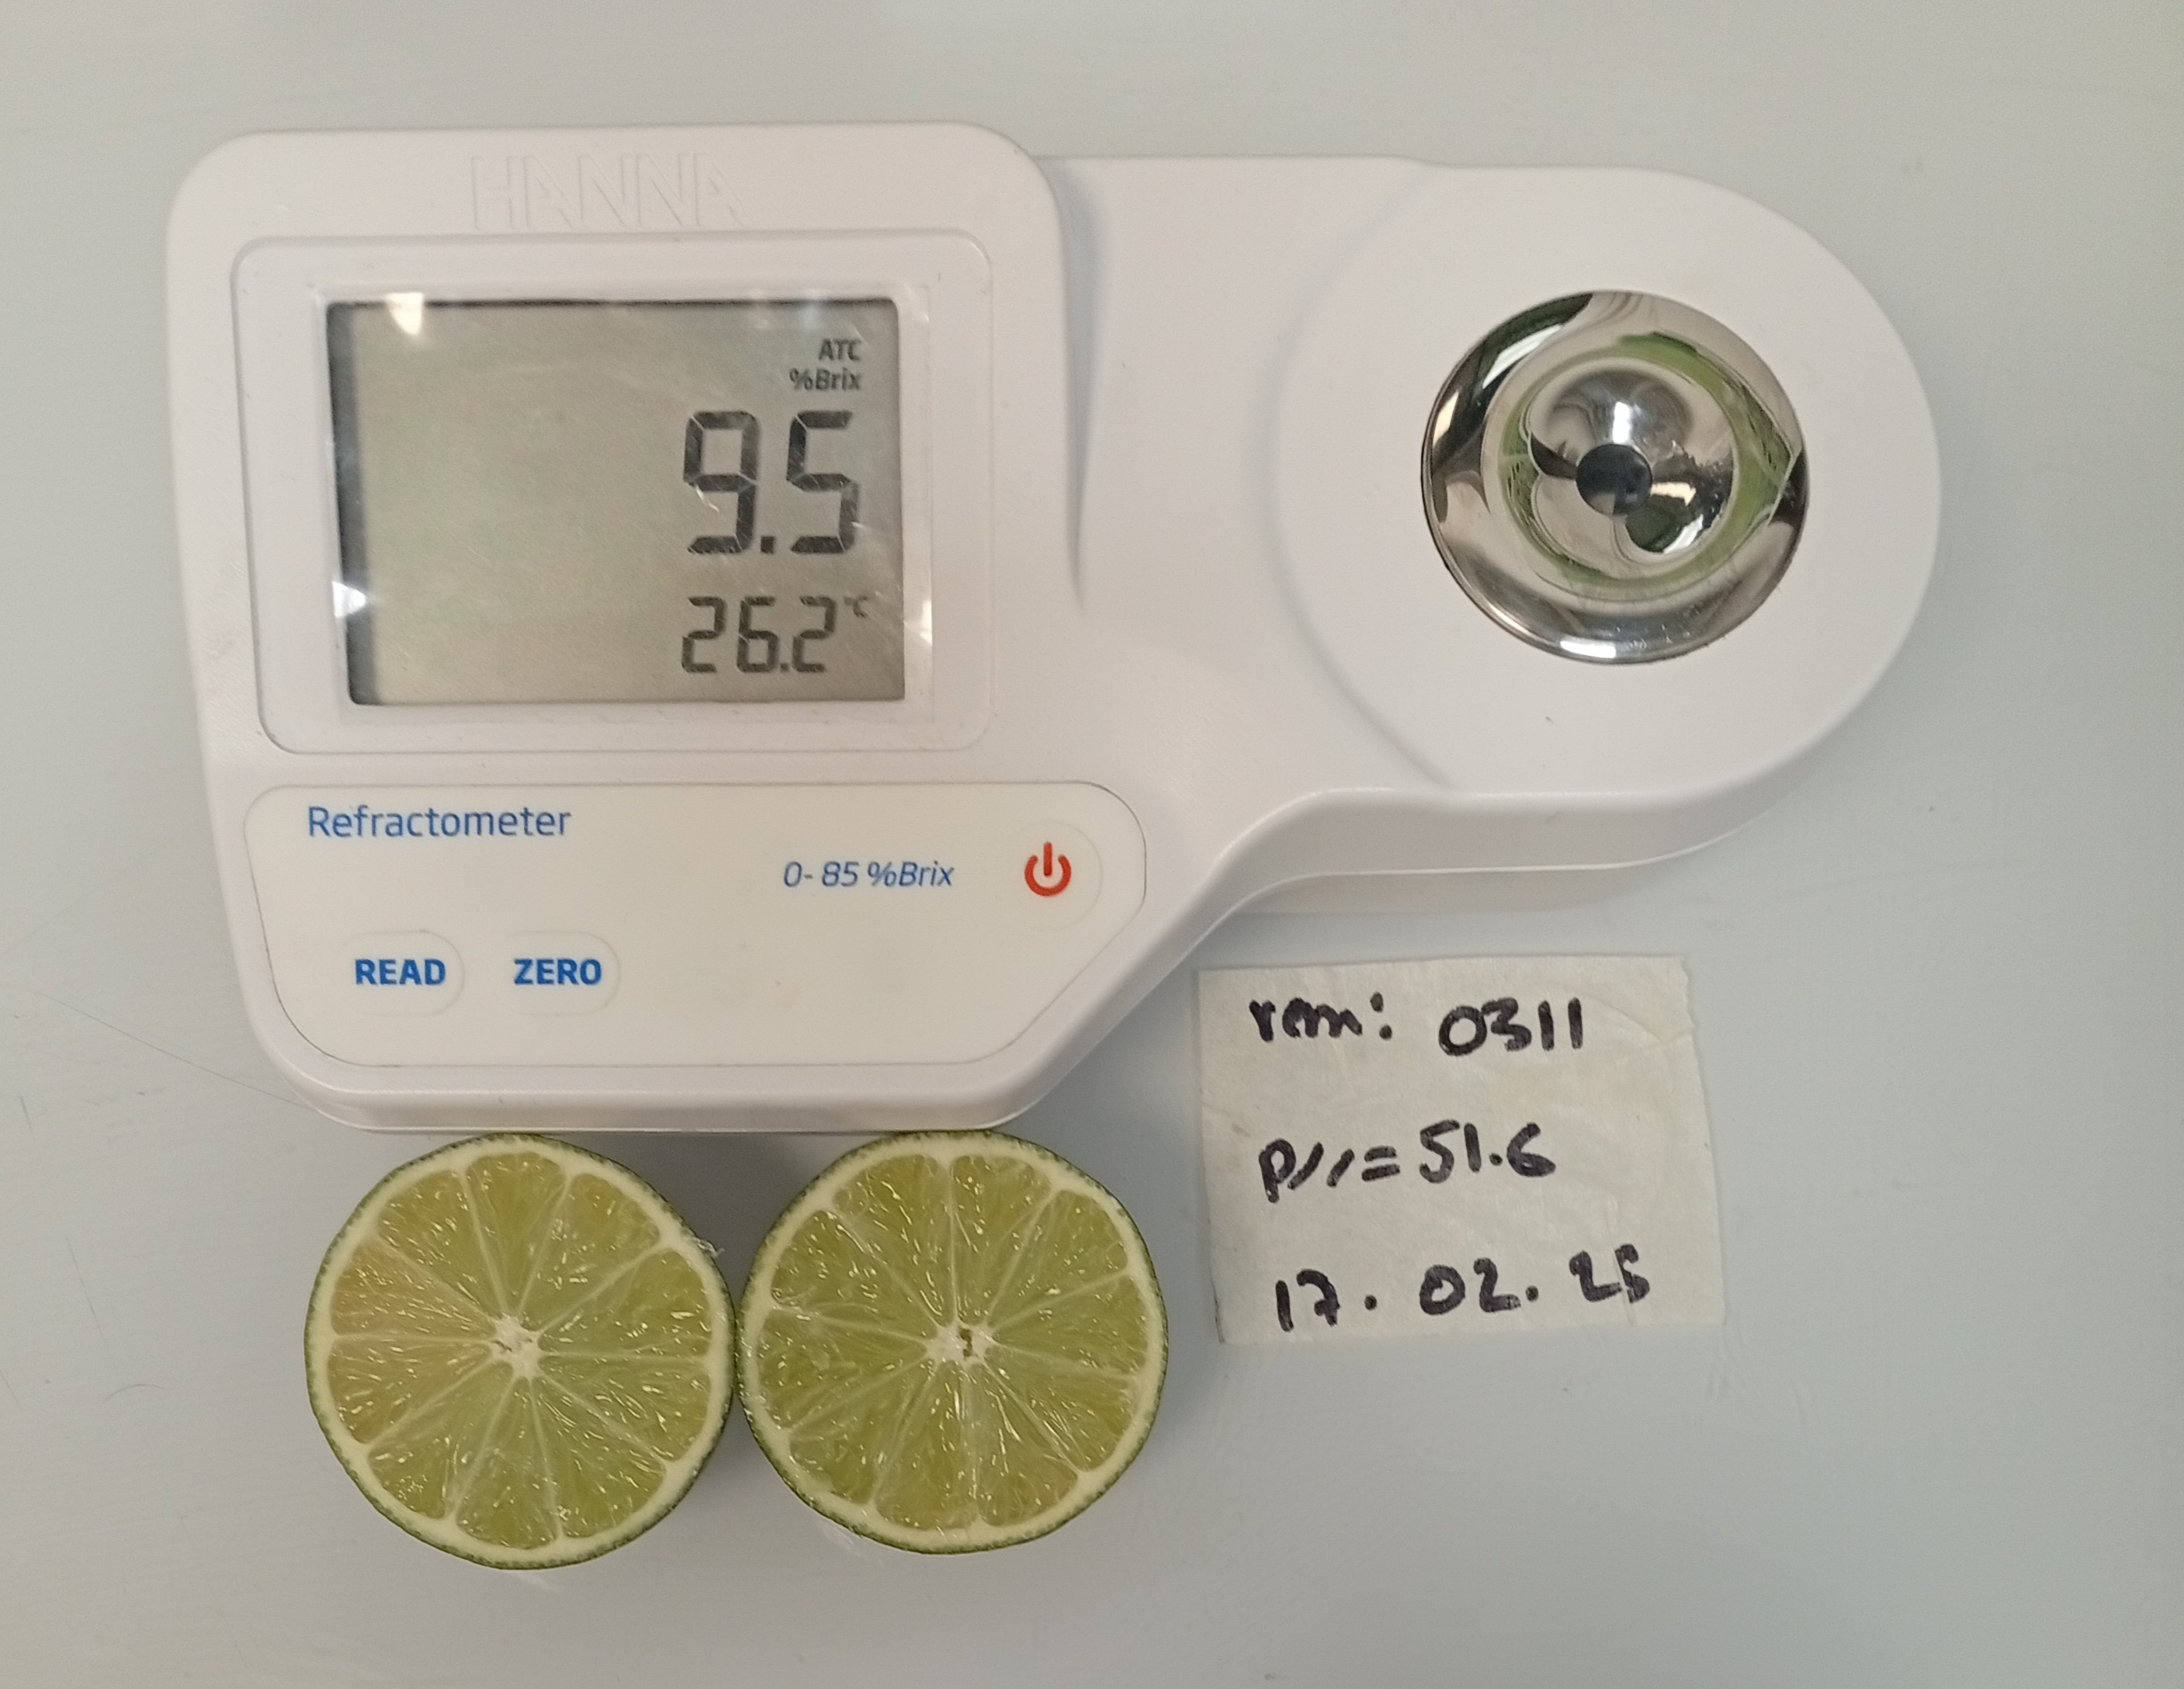 HANNA
ATC
%Brix
9.5
26.2°C
Refractometer
0- 85 %Brix
READ ZERO
rem: 0311
P//=51.6
17.02.25